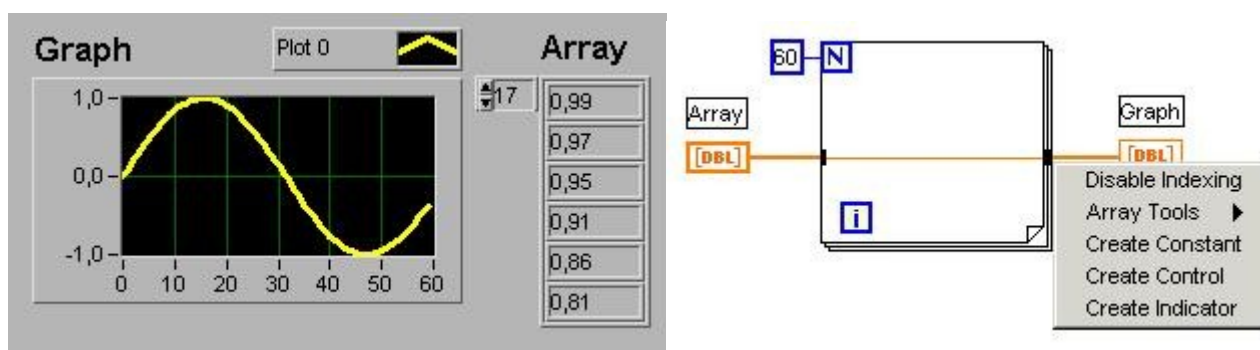 Graph
Plot 0
Array
1,0
0,0
-1,0
0 10 20 30 40 50 60
17
0,99
0,97
0,95
0,91
0,86
0,81
60 N
Array
[DBL]
i
Graph
[DBL]
Disable Indexing
Array Tools
Create Constant
Create Control
Create Indicator